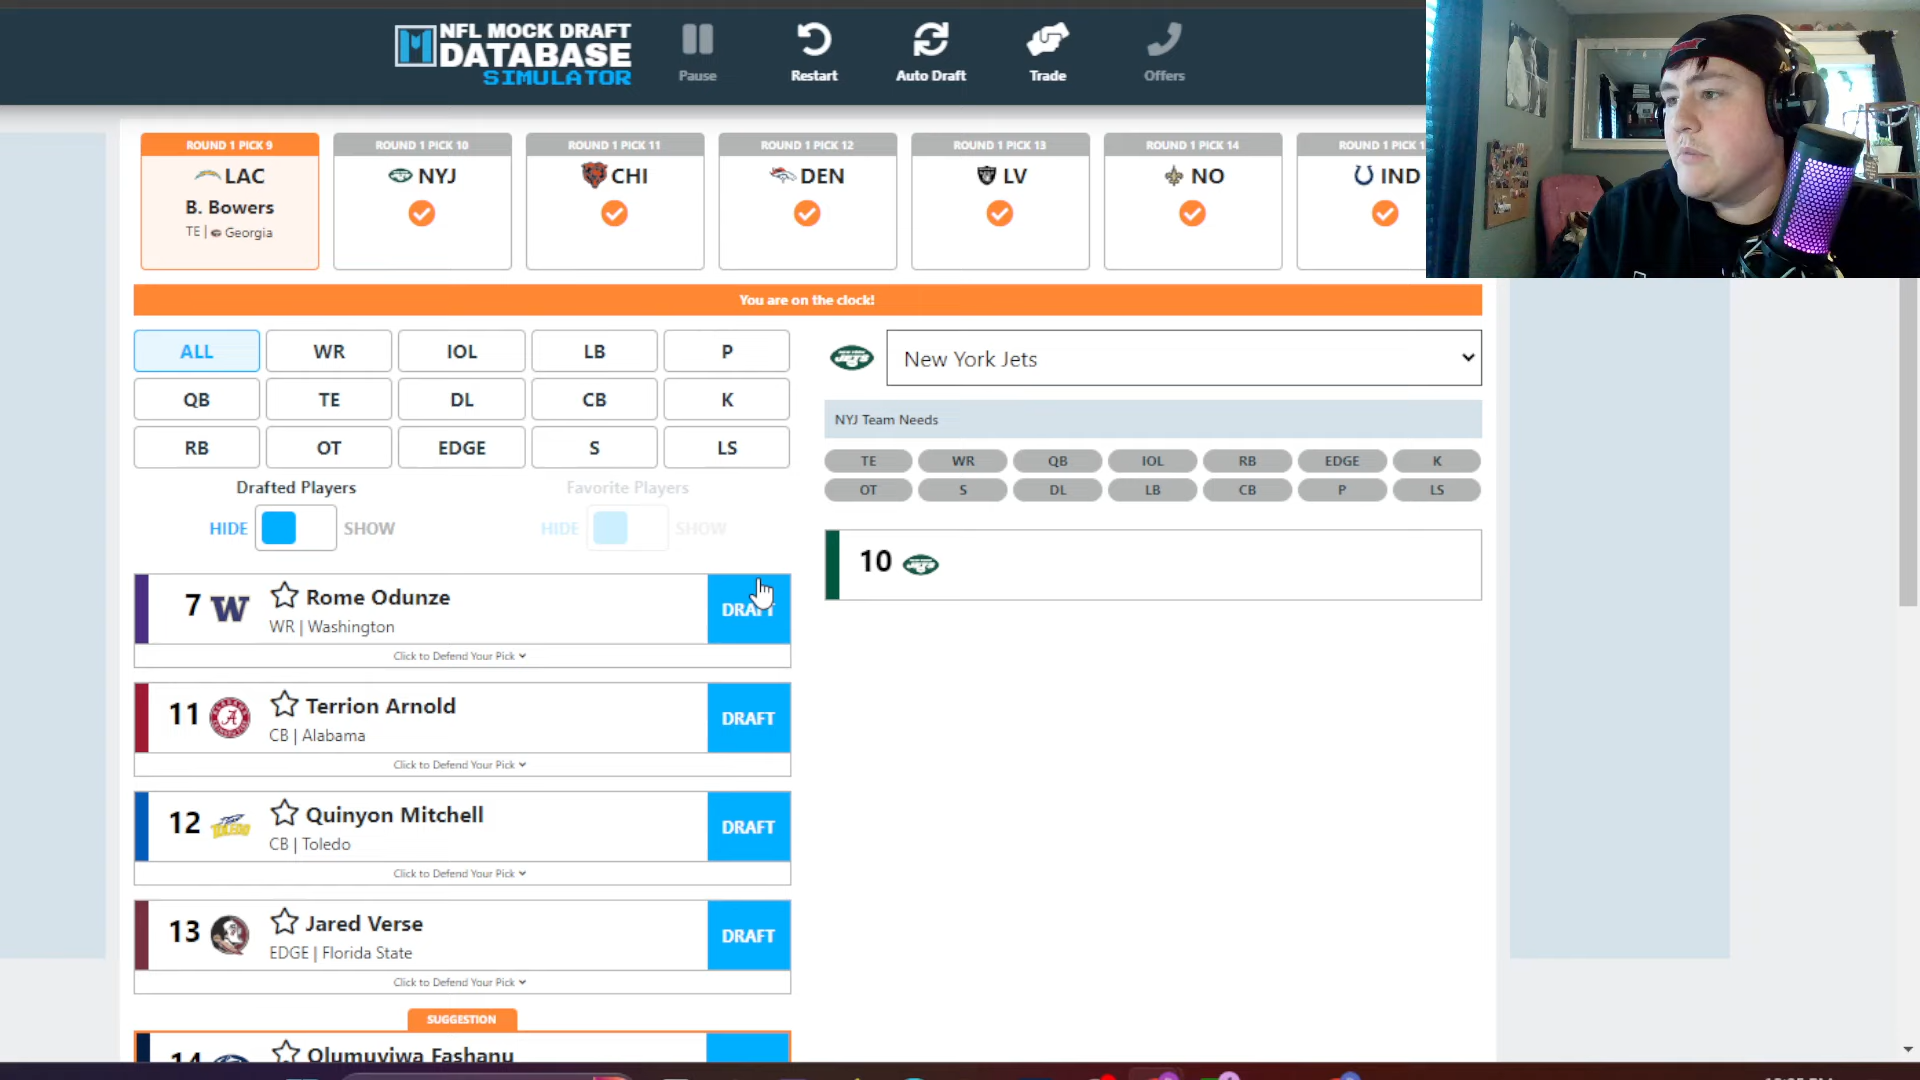 NFL MOCK DRAFT
DATABASE
SIMULATOR
Pause
Restart
Auto Draft
Trade
Offers
ROUND 1 PICK 9
LAC
B. Bowers
TE | Georgia
ROUND 1 PICK 10
NYJ
ROUND 1 PICK 11
CHI
ROUND 1 PICK 12
DEN
ROUND 1 PICK 13
LV
ROUND 1 PICK 14
NO
ROUND 1 PICK 1
IND
You are on the clock!
ALL WR IOL LB P
QB TE DL CB K
RB OT EDGE S LS
Drafted Players
HIDE SHOW
Favorite Players
HIDE SHOW
New York Jets
NYJ Team Needs
TE WR QB IOL RB EDGE K
OT S DL LB CB P LS
10
7 W Rome Odunze
WR | Washington
DRAFT
Click to Defend Your Pick
11 Terrion Arnold
CB | Alabama
DRAFT
Click to Defend Your Pick
12 Quinyon Mitchell
CB | Toledo
DRAFT
Click to Defend Your Pick
13 Jared Verse
EDGE | Florida State
DRAFT
Click to Defend Your Pick
SUGGESTION
14 Olumuyiwa Fashanu